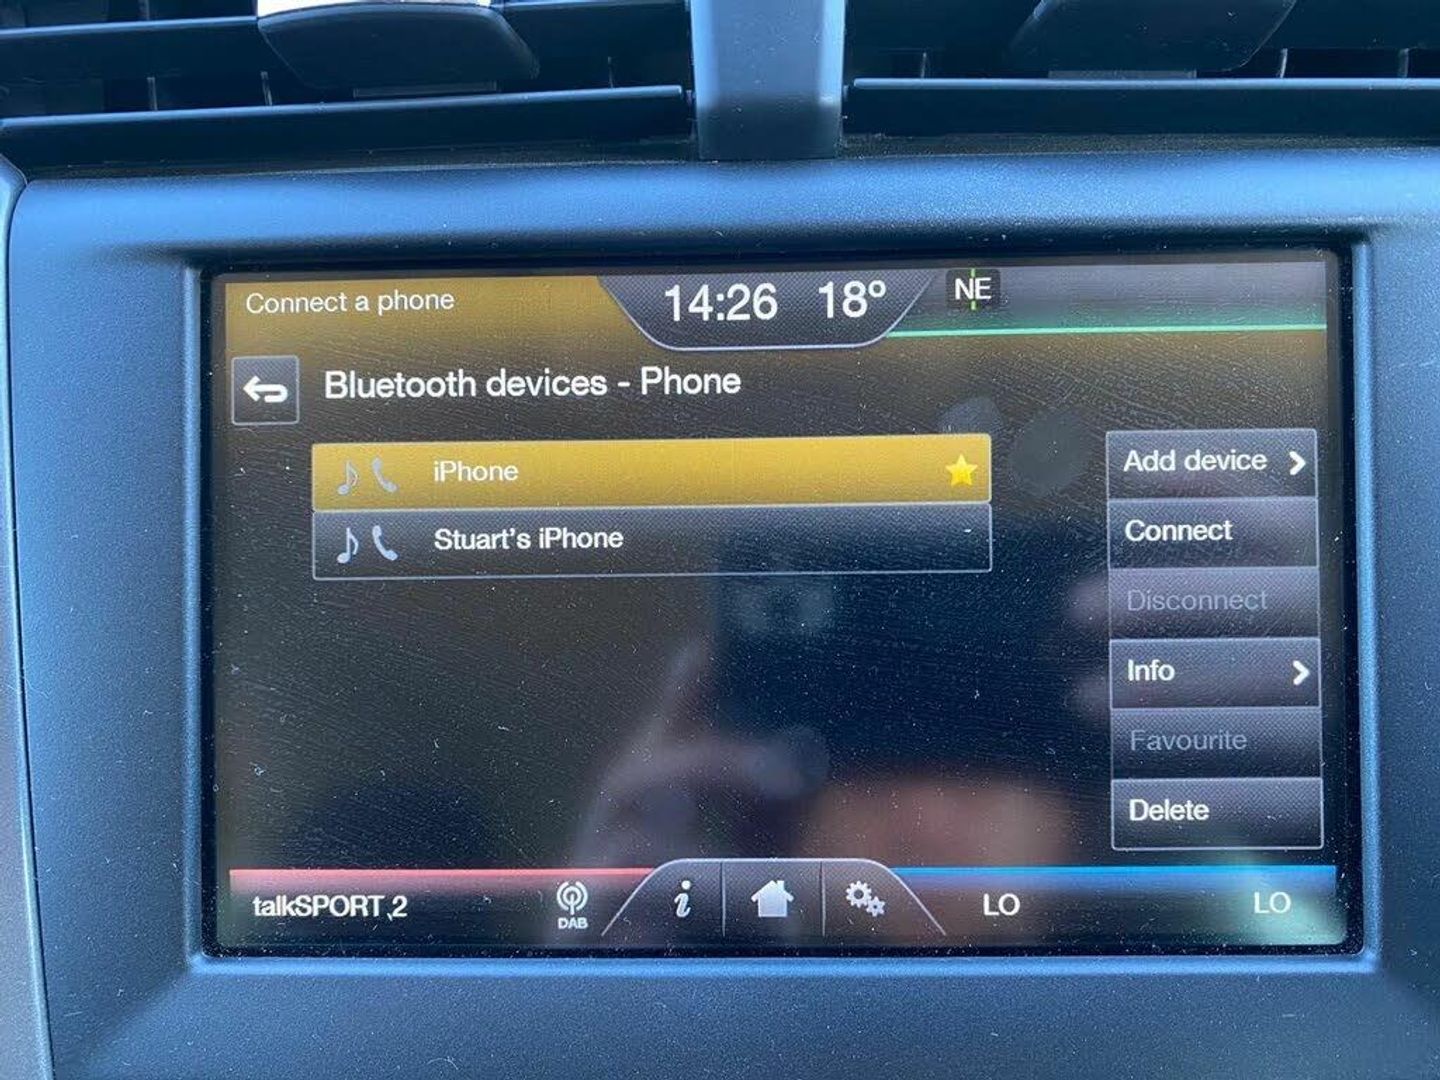 Connect a phone
14:26 18°
NE
Bluetooth devices - Phone
iPhone
Stuart's iPhone
Add device
Connect
Disconnect
Info
Favourite
Delete
talkSPORT 2
DAB
i
LO
LO